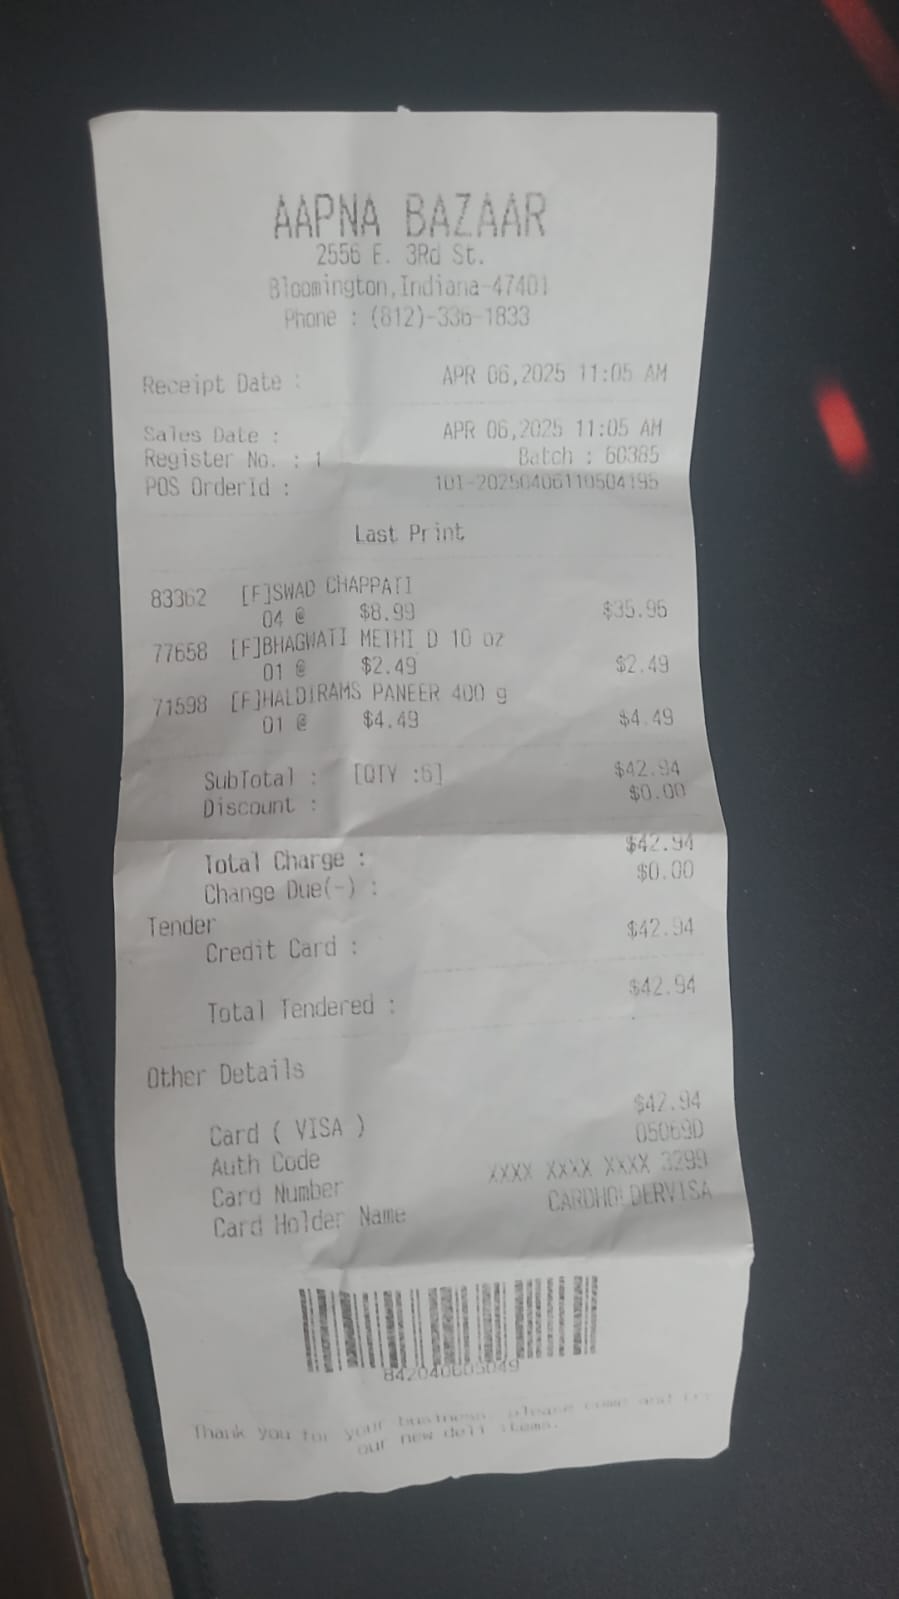 AAPNA BAZAAR
2556 E. 3Rd St.
Bloomington,Indiana-47401
Phone : (812)-336-1833
Receipt Date : APR 06,2025 11:05 AM
Sales Date : APR 06,2025 11:05 AM
Register No. : 1 Batch : 60385
POS OrderId : 101-20250406110504195
Last Print
83362 [F]SWAD CHAPPATI
04 @ $8.99 $35.96
77658 [F]BHAGWATI METHI D 10 oz
01 @ $2.49 $2.49
71598 [F]HALDIRAMS PANEER 400 g
01 @ $4.49 $4.49
SubTotal : [QTY :6] $42.94
Discount : $0.00
Total Charge : $42.94
Change Due(-) : $0.00
Tender
Credit Card : $42.94
Total Tendered : $42.94
Other Details
Card ( VISA ) $42.94
Auth Code 05069D
Card Number XXXX XXXX XXXX 3299
Card Holder Name CARDHOLDERVISA
842040605049
Thank you for your business, please come and try
our new deli items.